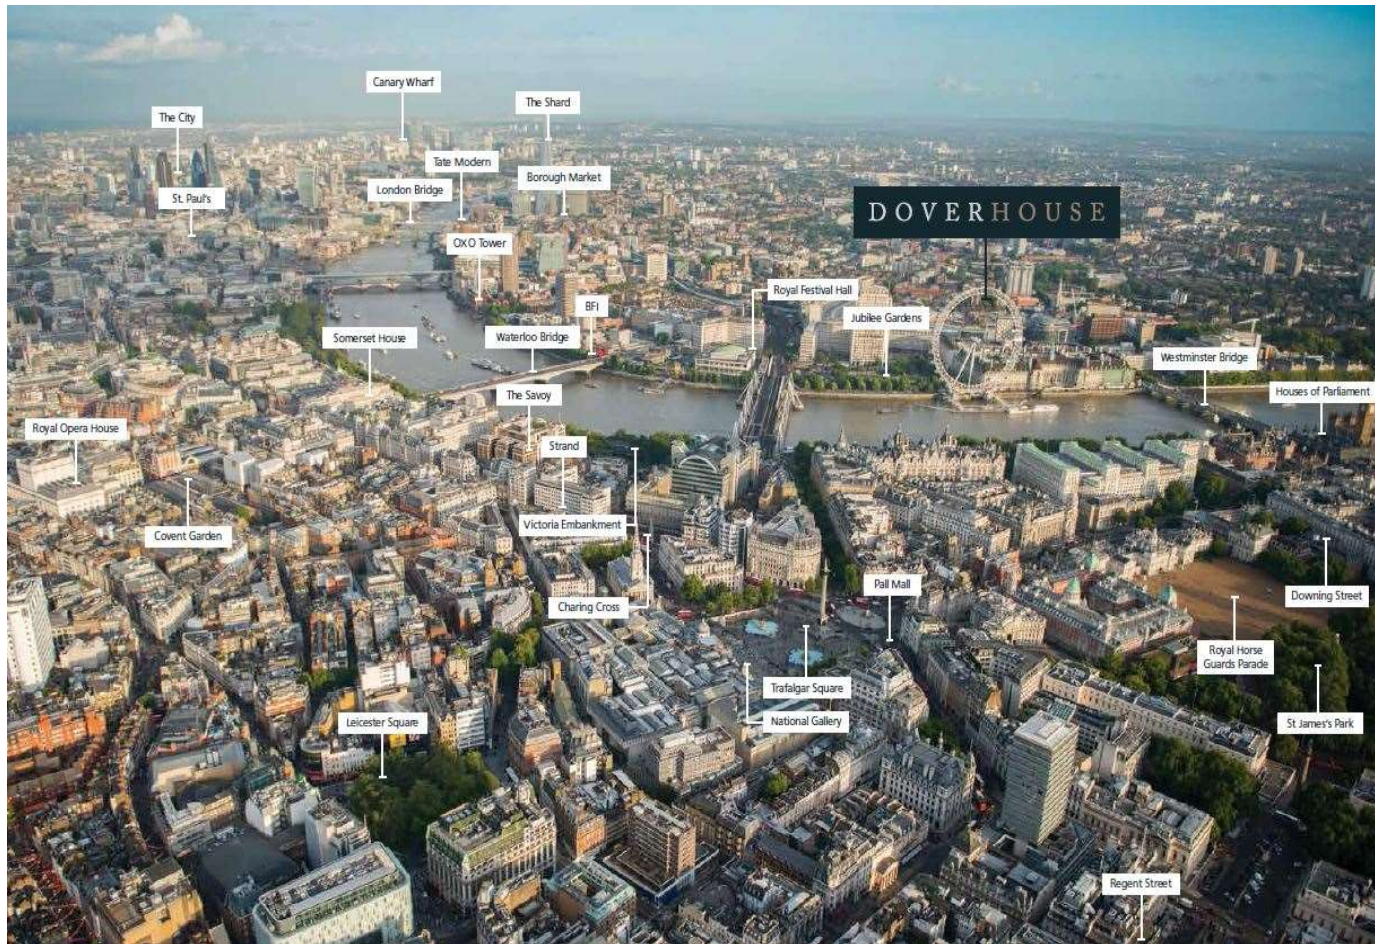 Canary Wharf
The Shard
The City
Tate Modern
Borough Market
London Bridge
St. Paul's
DOVERHOUSE
OXO Tower
Royal Festival Hall
BFI
Jubilee Gardens
Somerset House
Waterloo Bridge
Westminster Bridge
The Savoy
Houses of Parliament
Royal Opera House
Strand
Victoria Embankment
Covent Garden
Pall Mall
Downing Street
Charing Cross
Royal Horse
Guards Parade
Trafalgar Square
National Gallery
Leicester Square
St James's Park
Regent Street